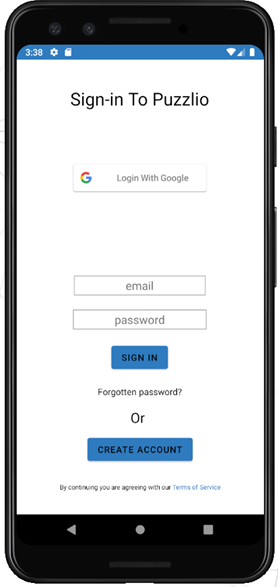 3:38
Sign-in To Puzzlio
Login With Google
email
password
SIGN IN
Forgotten password?
Or
CREATE ACCOUNT
By continuing you are agreeing with our Terms of Service